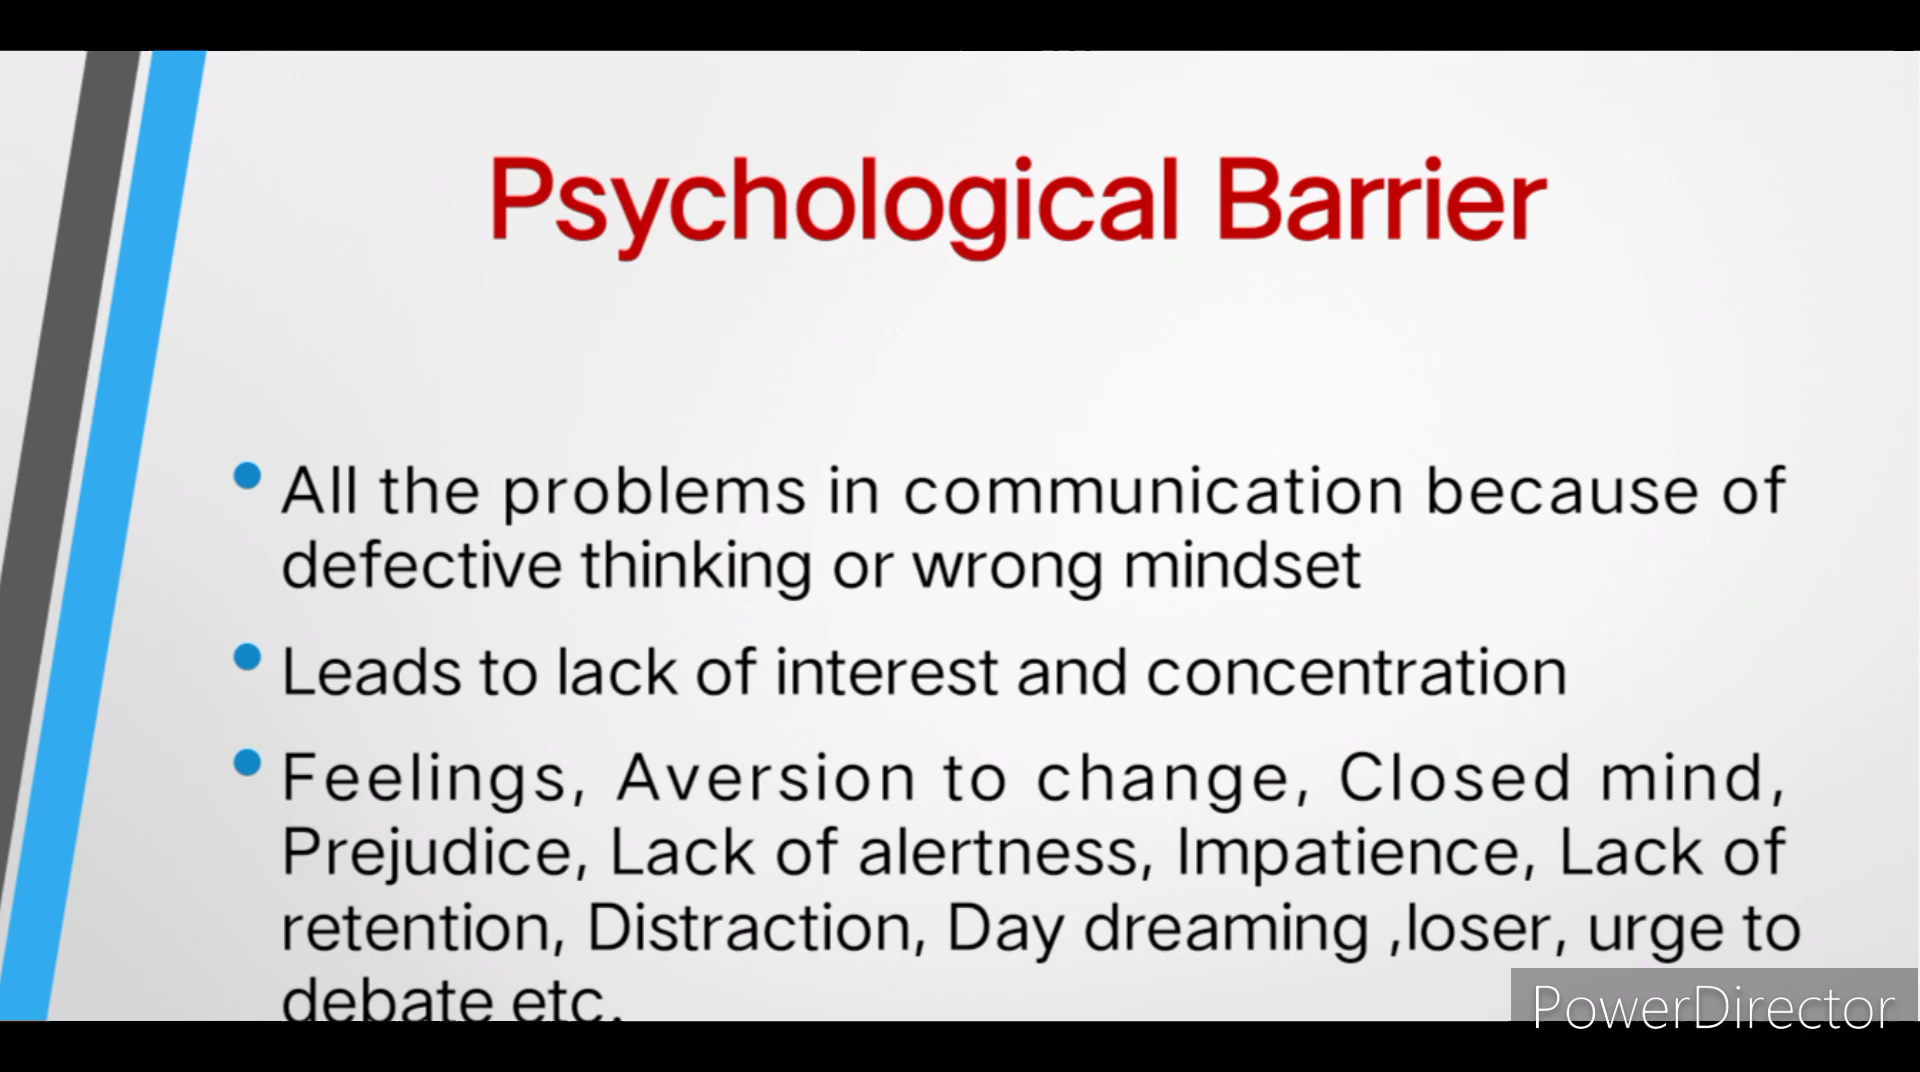 Psychological Barrier
All the problems in communication because of
defective thinking or wrong mindset
Leads to lack of interest and concentration
Feelings, Aversion to change, Closed mind,
Prejudice, Lack of alertness, Impatience, Lack of
retention, Distraction, Day dreaming ,loser, urge to
debate etc.
PowerDirector